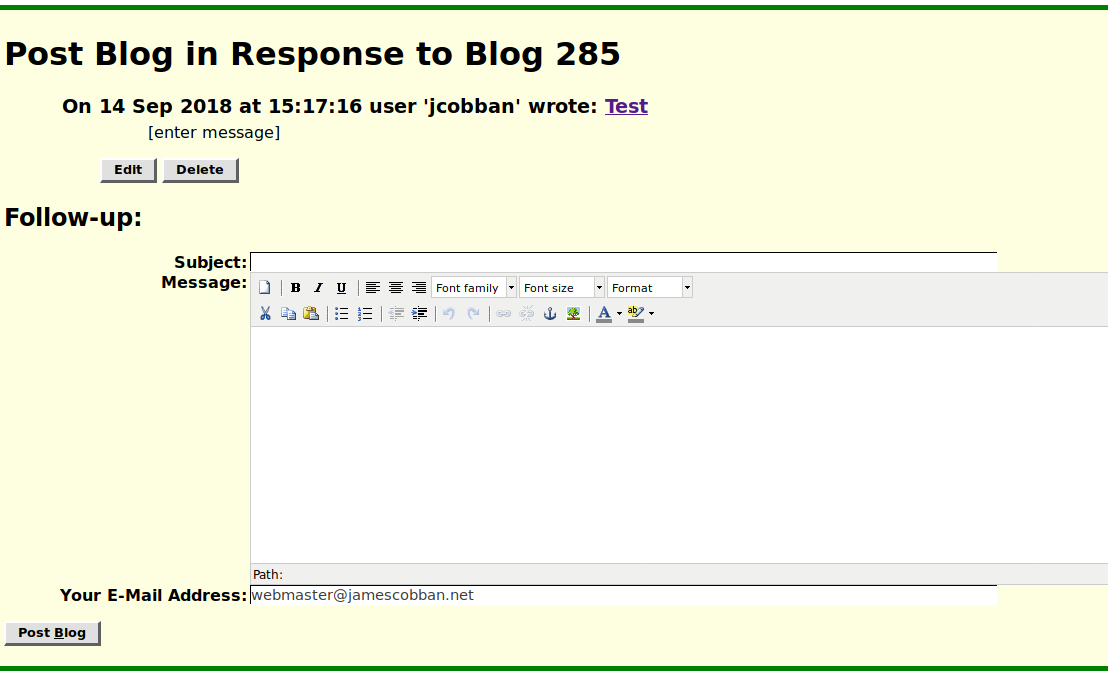 Post Blog in Response to Blog 285
On 14 Sep 2018 at 15:17:16 user 'jcobban' wrote: Test
[enter message]
Edit Delete
Follow-up:
Subject:
Message:
B I U Font family Font size Format
A ab
Path:
Your E-Mail Address: webmaster@jamescobban.net
Post Blog